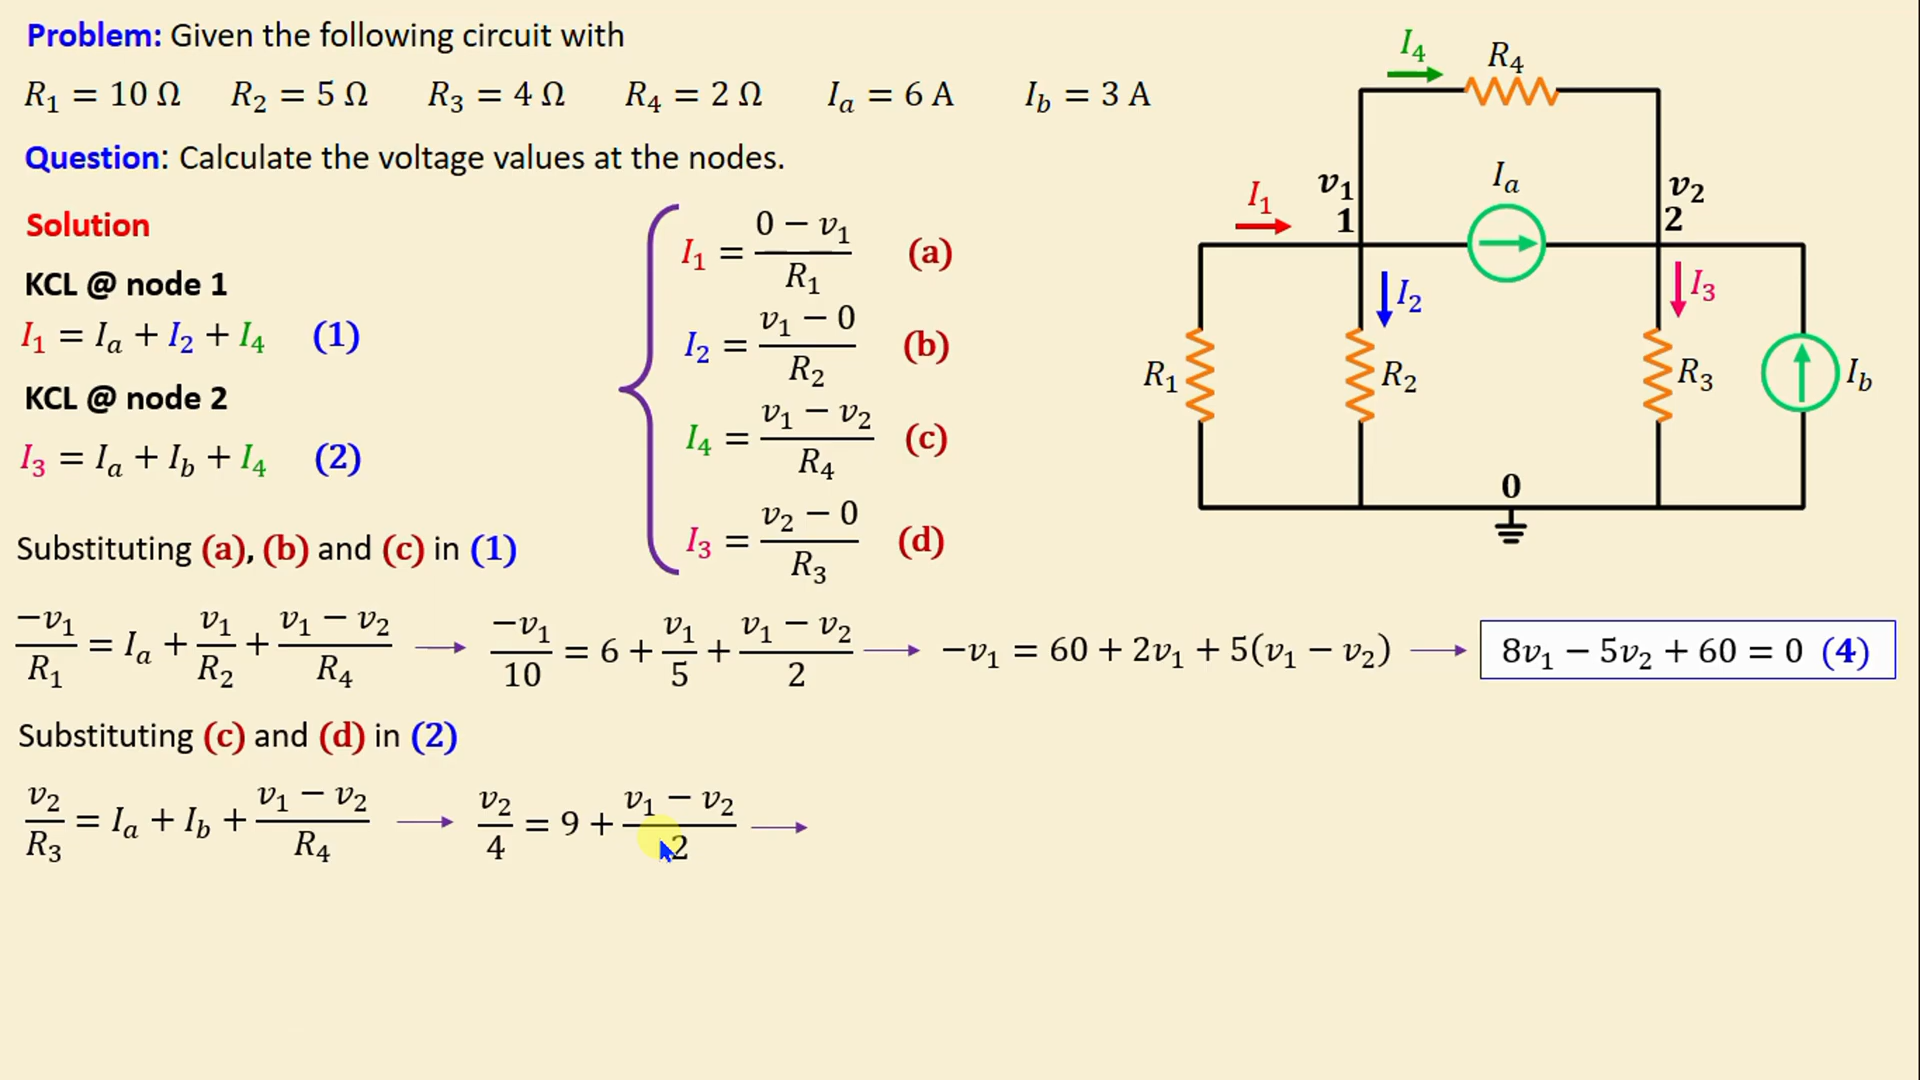 Problem: Given the following circuit with
R₁ = 10 Ω R₂ = 5 Ω R₃ = 4 Ω R₄ = 2 Ω Iₐ = 6 A I_b = 3 A
Question: Calculate the voltage values at the nodes.
Solution
KCL @ node 1
I₁ = Iₐ + I₂ + I₄ (1)
KCL @ node 2
I₃ = Iₐ + I_b + I₄ (2)
I₁ = (0 − v₁)/R₁ (a)
I₂ = (v₁ − 0)/R₂ (b)
I₄ = (v₁ − v₂)/R₄ (c)
I₃ = (v₂ − 0)/R₃ (d)
I₄ R₄
I₁ v₁ 1 Iₐ v₂ 2
I₂ I₃
R₁ R₂ R₃ I_b
0
Substituting (a), (b) and (c) in (1)
−v₁/R₁ = Iₐ + v₁/R₂ + (v₁ − v₂)/R₄ → −v₁/10 = 6 + v₁/5 + (v₁ − v₂)/2 → −v₁ = 60 + 2v₁ + 5(v₁ − v₂) → 8v₁ − 5v₂ + 60 = 0 (4)
Substituting (c) and (d) in (2)
v₂/R₃ = Iₐ + I_b + (v₁ − v₂)/R₄ → v₂/4 = 9 + (v₁ − v₂)/2 →